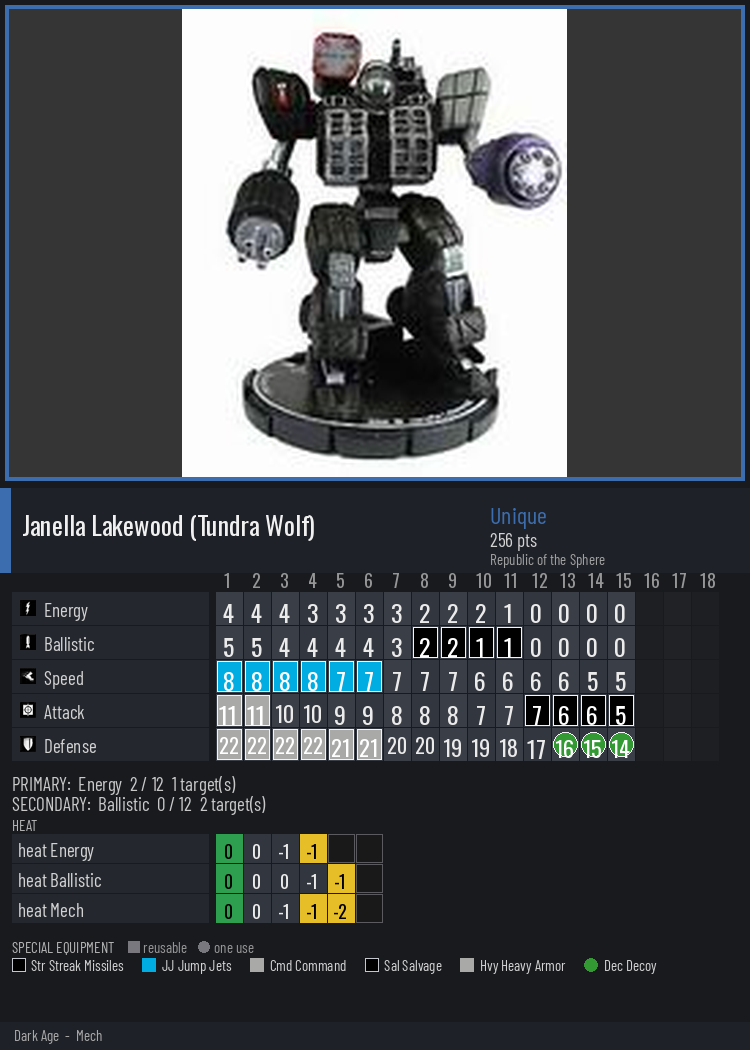 Janella Lakewood (Tundra Wolf)
Unique
256 pts
Republic of the Sphere
1 2 3 4 5 6 7 8 9 10 11 12 13 14 15 16 17 18
Energy 4 4 4 3 3 3 3 2 2 2 1 0 0 0 0
Ballistic 5 5 4 4 4 4 3 2 2 1 1 0 0 0 0
Speed 8 8 8 8 7 7 7 7 7 6 6 6 6 5 5
Attack 11 11 10 10 9 9 8 8 8 7 7 7 6 6 5
Defense 22 22 22 22 21 21 20 20 19 19 18 17 16 15 14
PRIMARY: Energy 2 / 12 1 target(s)
SECONDARY: Ballistic 0 / 12 2 target(s)
HEAT
heat Energy 0 0 -1 -1
heat Ballistic 0 0 0 -1 -1
heat Mech 0 0 -1 -1 -2
SPECIAL EQUIPMENT reusable one use
Str Streak Missiles JJ Jump Jets Cmd Command Sal Salvage Hvy Heavy Armor Dec Decoy
Dark Age - Mech